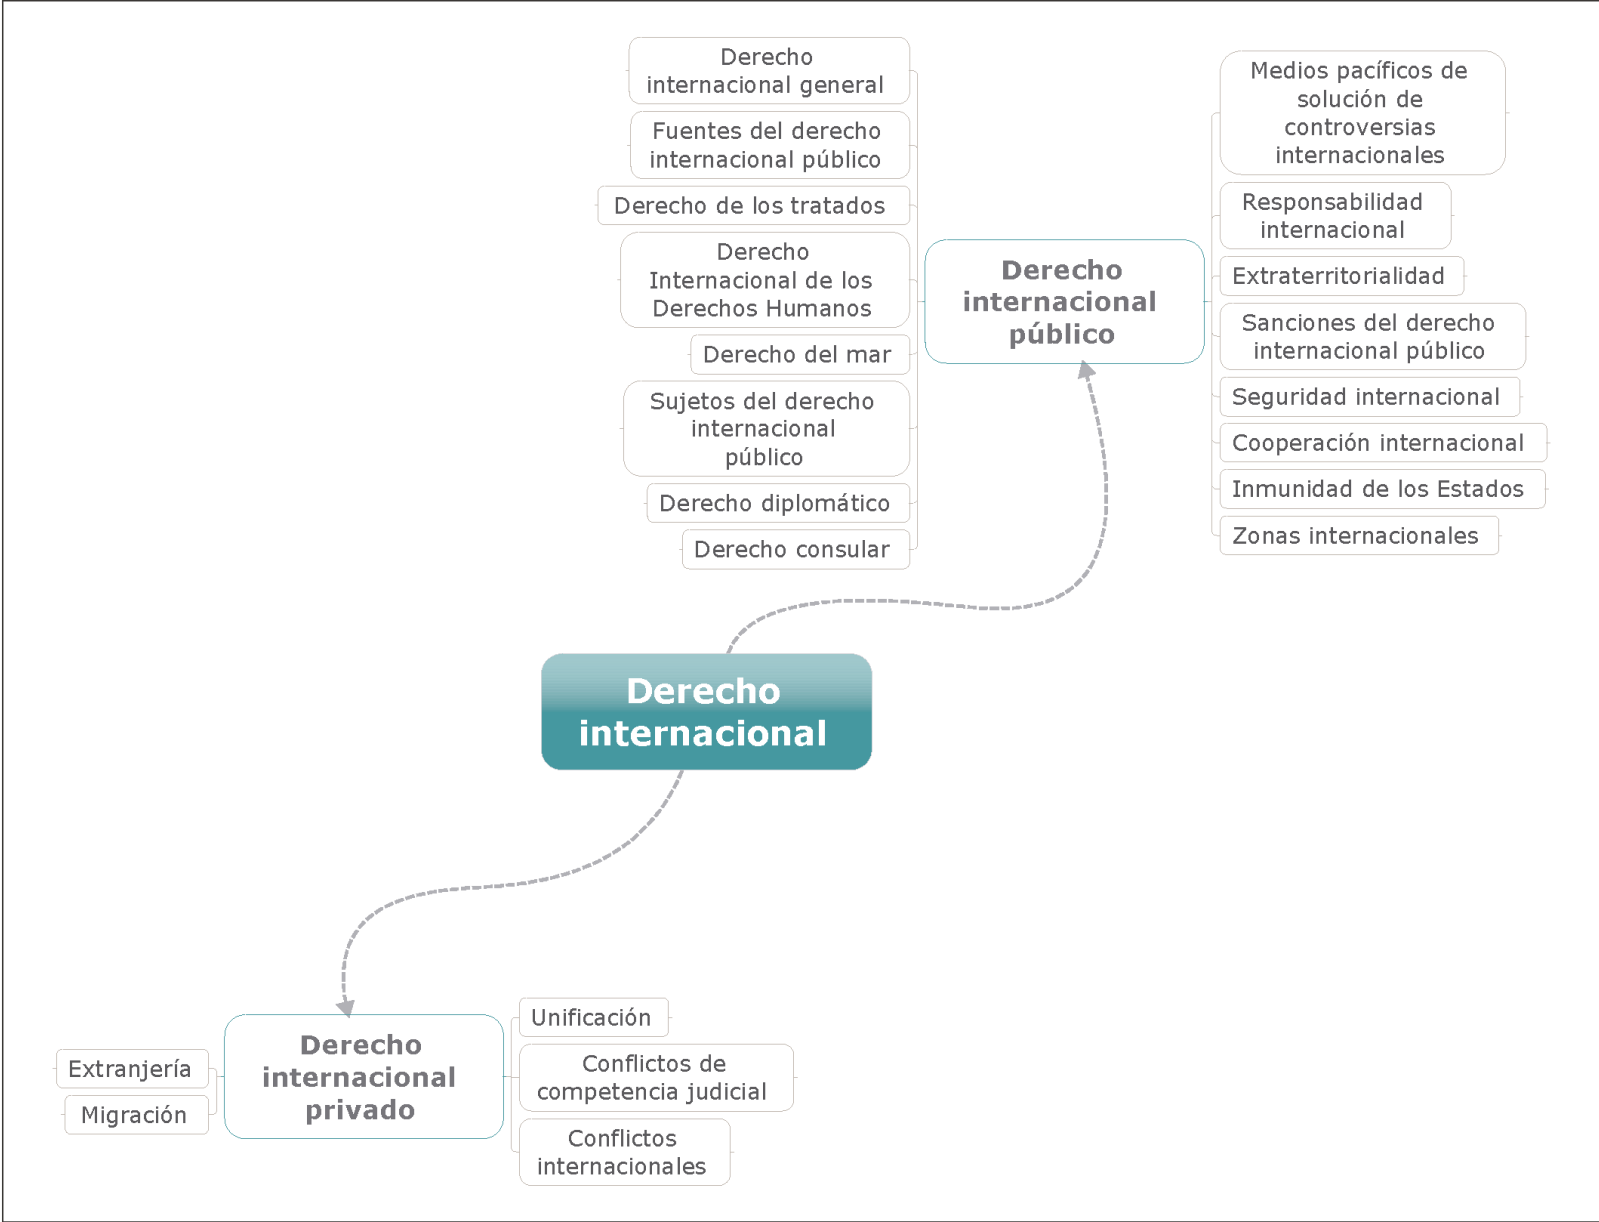 Derecho
internacional general
Fuentes del derecho
internacional público
Derecho de los tratados
Derecho
Internacional de los
Derechos Humanos
Derecho del mar
Sujetos del derecho
internacional
público
Derecho diplomático
Derecho consular
Derecho
internacional
público
Medios pacíficos de
solución de
controversias
internacionales
Responsabilidad
internacional
Extraterritorialidad
Sanciones del derecho
internacional público
Seguridad internacional
Cooperación internacional
Inmunidad de los Estados
Zonas internacionales
Derecho
internacional
Extranjería
Migración
Derecho
internacional
privado
Unificación
Conflictos de
competencia judicial
Conflictos
internacionales